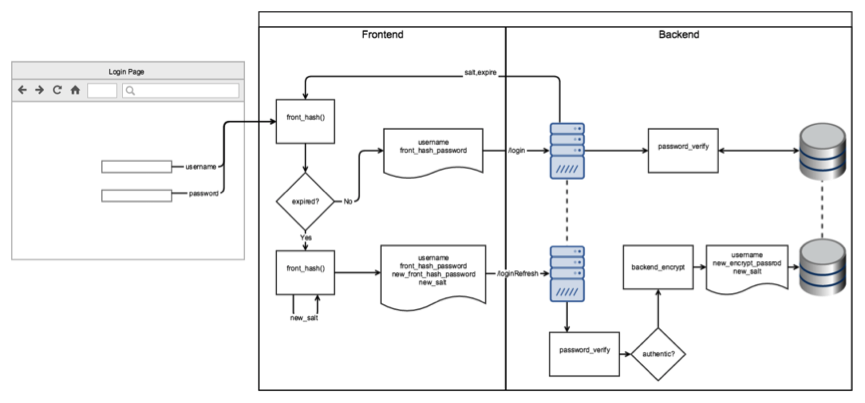 Frontend
Backend
Login Page
salt,expire
front_hash()
username
front_hash_password
/login
password_verify
username
password
expired?
No
Yes
front_hash()
username
front_hash_password
new_front_hash_password
new_salt
/loginRefresh
backend_encrypt
username
new_encrypt_passrod
new_salt
new_salt
password_verify
authentic?